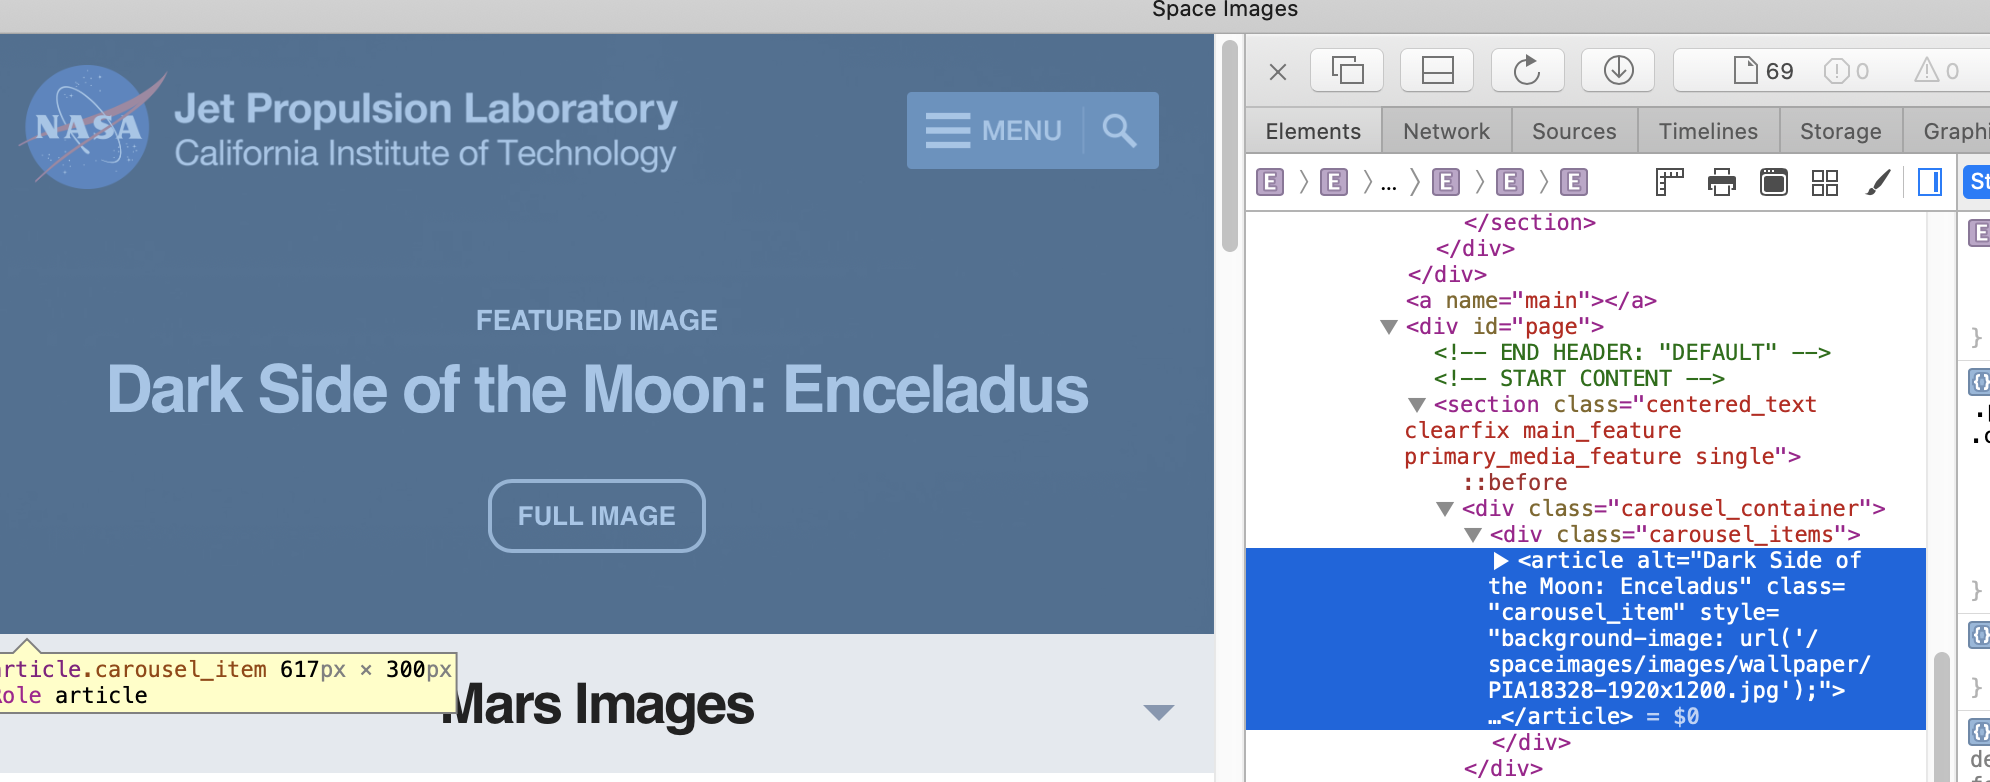 Space Images
NASA
Jet Propulsion Laboratory
California Institute of Technology
MENU
FEATURED IMAGE
Dark Side of the Moon: Enceladus
FULL IMAGE
article.carousel_item 617px × 300px
Role article
Mars Images
69
0
0
Elements
Network
Sources
Timelines
Storage
Graphi
E
E
...
E
E
E
St
</section>
</div>
</div>
<a name="main"></a>
<div id="page">
<!-- END HEADER: "DEFAULT" -->
<!-- START CONTENT -->
<section class="centered_text
clearfix main_feature
primary_media_feature single">
::before
<div class="carousel_container">
<div class="carousel_items">
<article alt="Dark Side of
the Moon: Enceladus" class=
"carousel_item" style=
"background-image: url('/
spaceimages/images/wallpaper/
PIA18328-1920x1200.jpg');">
…</article> = $0
</div>
</div>
E
}
{}
}
{}
}
{}
de